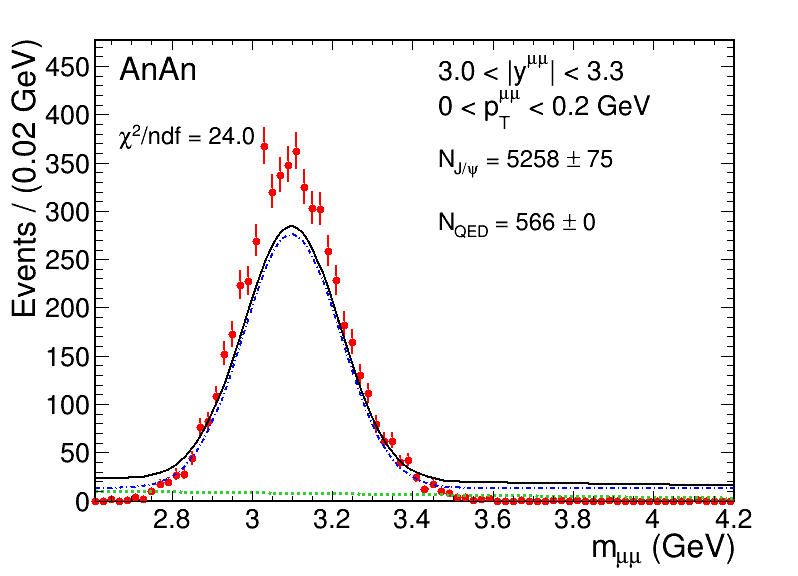 AnAn
3.0 < |y^μμ| < 3.3
0 < p_T^μμ < 0.2 GeV
χ²/ndf = 24.0
N_J/ψ = 5258 ± 75
N_QED = 566 ± 0
Events / (0.02 GeV)
450
400
350
300
250
200
150
100
50
0
2.8 3 3.2 3.4 3.6 3.8 4 4.2
m_μμ (GeV)